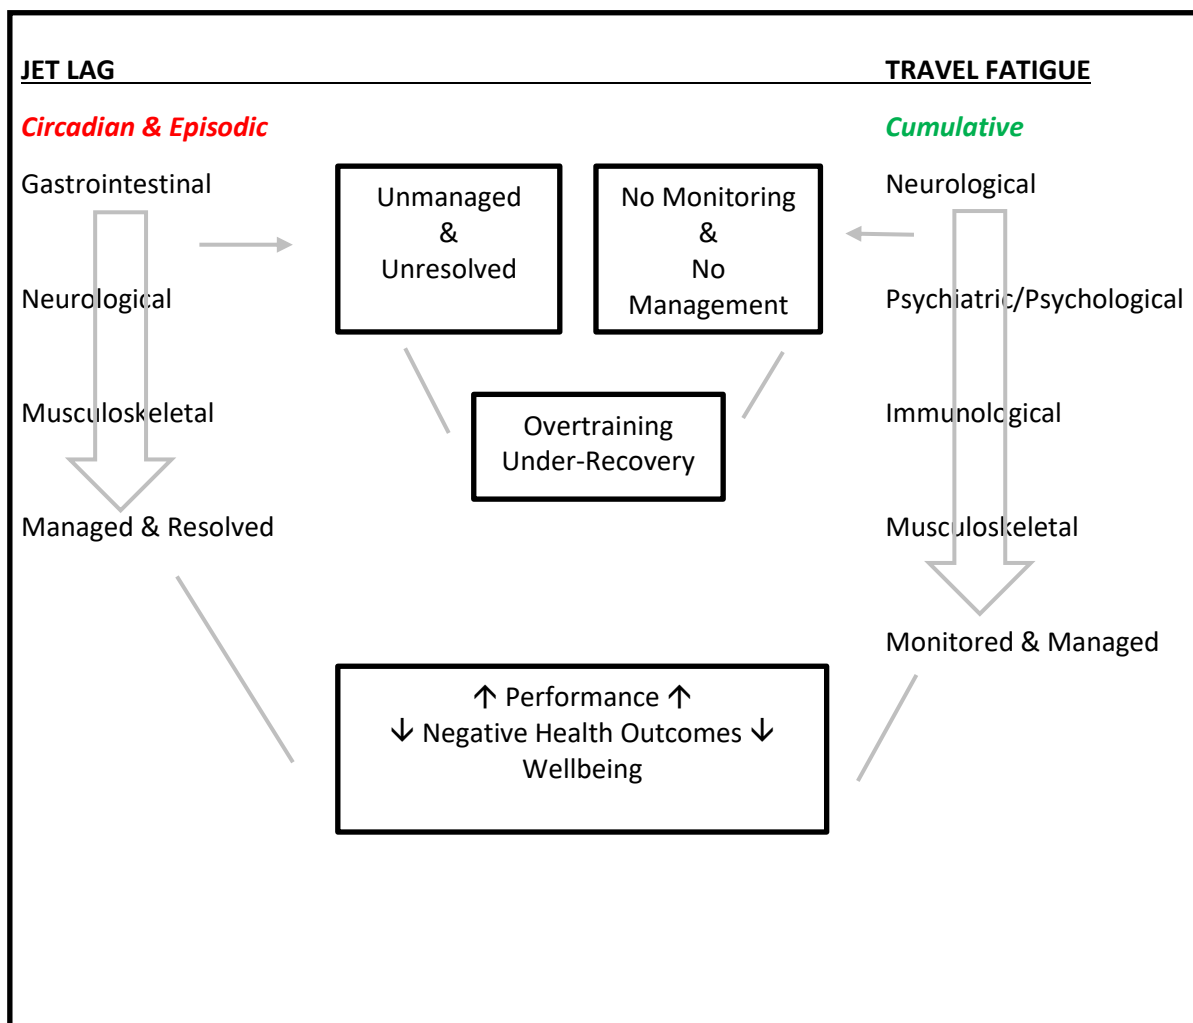 JET LAG TRAVEL FATIGUE
Circadian & Episodic
Cumulative
Gastrointestinal
Neurological
Musculoskeletal
Managed & Resolved
Unmanaged
&
Unresolved
No Monitoring
&
No
Management
Overtraining
Under-Recovery
Neurological
Psychiatric/Psychological
Immunological
Musculoskeletal
Monitored & Managed
↑ Performance ↑
↓ Negative Health Outcomes ↓
Wellbeing